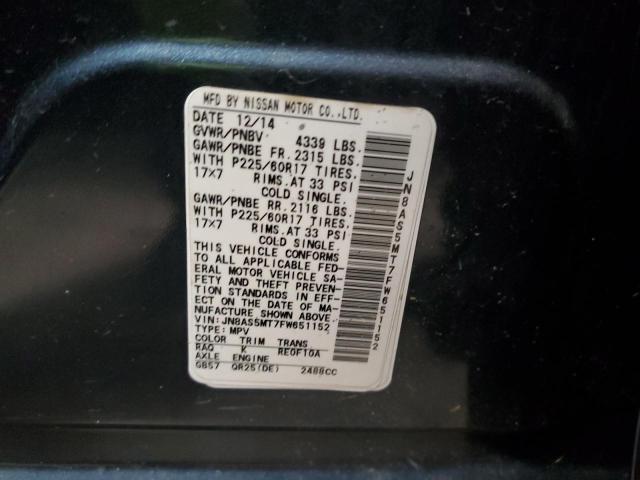 MFD BY NISSAN MOTOR CO.,LTD.
DATE 12/14
GVWR/PNBV 4339 LBS.
GAWR/PNBE FR. 2315 LBS.
WITH P225/60R17 TIRES.
17×7 RIMS.AT 33 PSI
COLD SINGLE.
GAWR/PNBE RR. 2116 LBS.
WITH P225/60R17 TIRES.
17×7 RIMS.AT 33 PSI
COLD SINGLE.
THIS VEHICLE CONFORMS
TO ALL APPLICABLE FED-
ERAL MOTOR VEHICLE SA-
FETY AND THEFT PREVEN-
TION STANDARDS IN EFF-
ECT ON THE DATE OF MA-
NUFACTURE SHOWN ABOVE.
VIN: JN8AS5MT7FW651152
TYPE: MPV
COLOR TRIM TRANS
RAQ K RE0F10A
AXLE ENGINE
GB57 QR25(DE) 2488CC
JN8AS5MT7FW651152